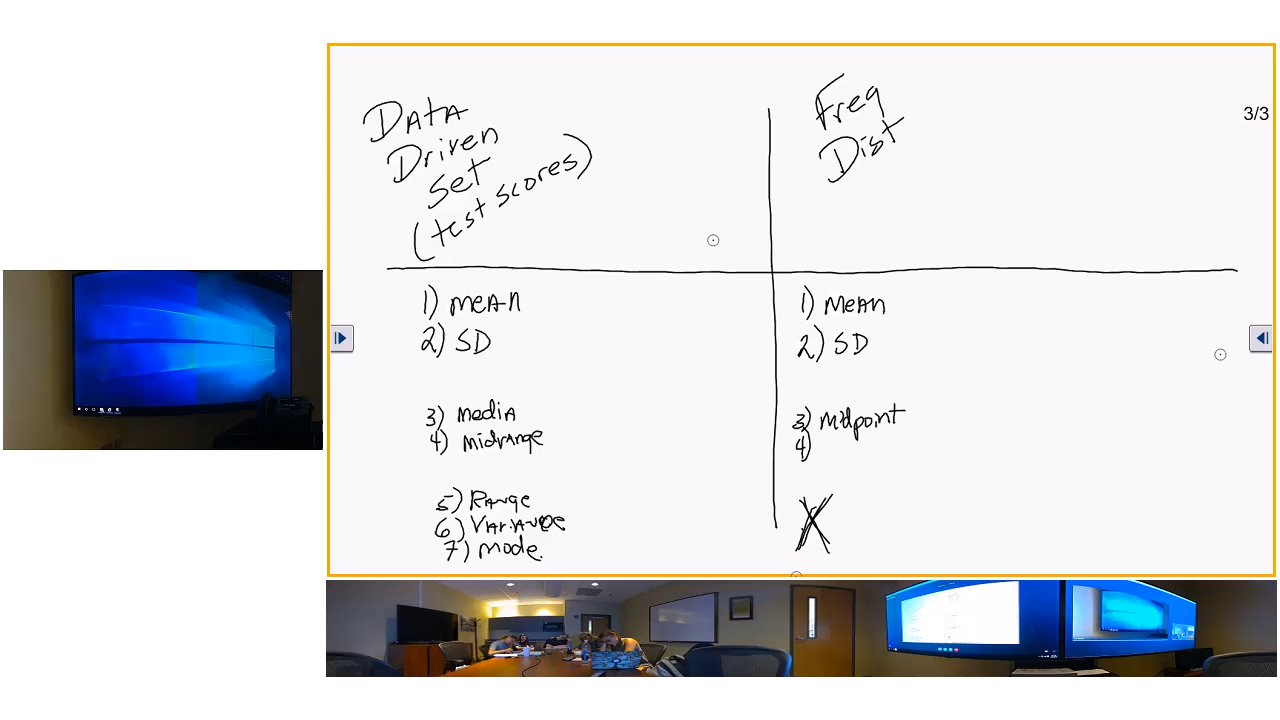 Data
Driven
Set
(test scores)
Freq
Dist
3/3
1) Mean
2) SD
3) Media
4) Midrange
5) Range
6) Variance
7) Mode.
1) Mean
2) SD
3) Midpoint
4)
X